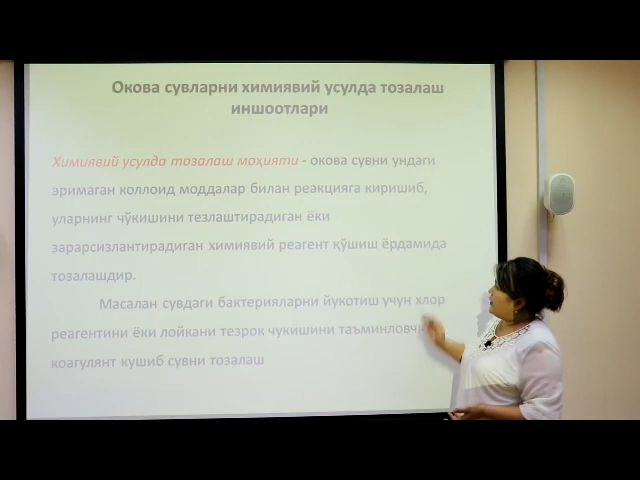 Окова сувларни химиявий усулда тозалаш
иншоотлари
Химиявий усулда тозалаш моҳияти - окова сувни ундаги
эримаган коллоид моддалар билан реакцияга киришиб,
уларнинг чўкишини тезлаштирадиган ёки
зарарсизлантирадиган химиявий реагент қўшиш ёрдамида
тозалашдир.
Масалан сувдаги бактерияларни йукотиш учун хлор
реагентини ёки лойкани тезрок чукишини таъминловчи
коагулянт кушиб сувни тозалаш